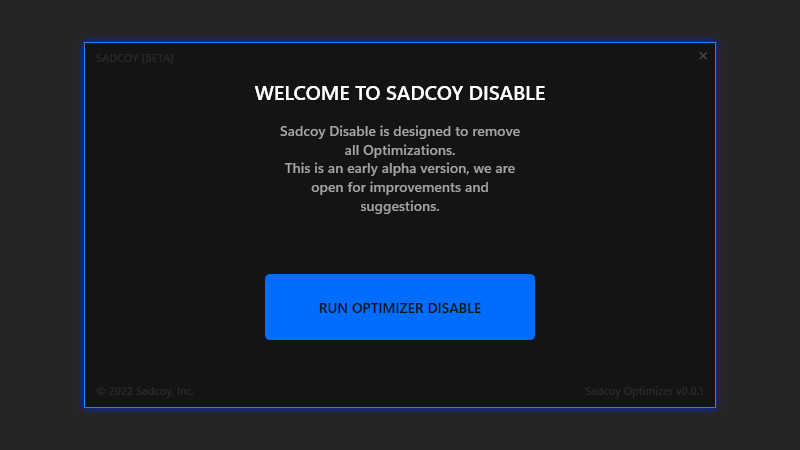 SADCOY [BETA]
×
WELCOME TO SADCOY DISABLE
Sadcoy Disable is designed to remove
all Optimizations.
This is an early alpha version, we are
open for improvements and
suggestions.
RUN OPTIMIZER DISABLE
© 2022 Sadcoy, Inc.
Sadcoy Optimizer v0.0.1